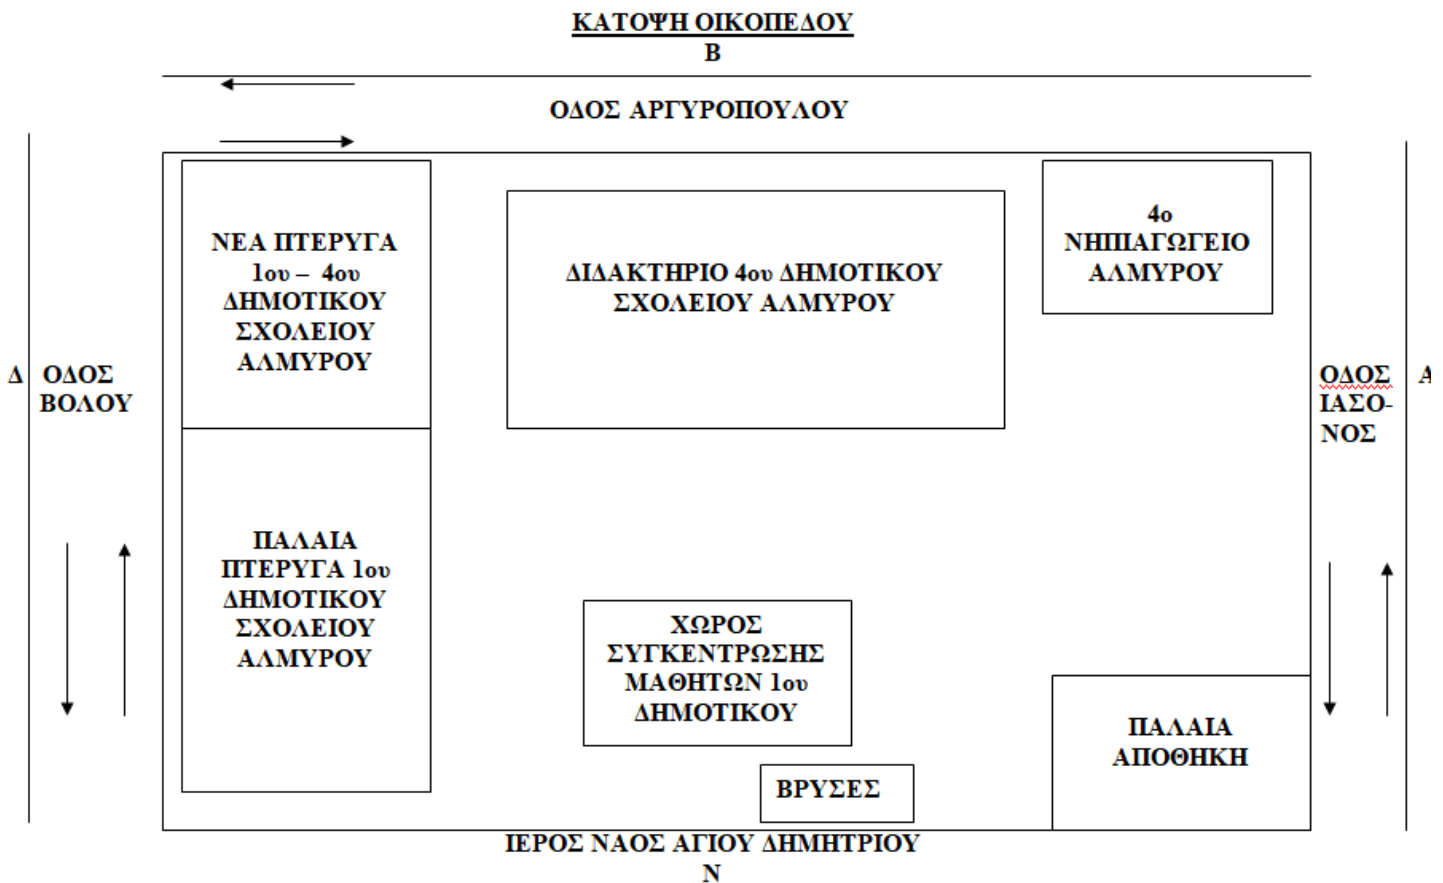 ΚΑΤΟΨΗ ΟΙΚΟΠΕΔΟΥ
Β
ΟΔΟΣ ΑΡΓΥΡΟΠΟΥΛΟΥ
ΝΕΑ ΠΤΕΡΥΓΑ
1ου – 4ου
ΔΗΜΟΤΙΚΟΥ
ΣΧΟΛΕΙΟΥ
ΑΛΜΥΡΟΥ
ΔΙΔΑΚΤΗΡΙΟ 4ου ΔΗΜΟΤΙΚΟΥ
ΣΧΟΛΕΙΟΥ ΑΛΜΥΡΟΥ
4ο
ΝΗΠΙΑΓΩΓΕΙΟ
ΑΛΜΥΡΟΥ
Δ
ΟΔΟΣ
ΒΟΛΟΥ
ΟΔΟΣ
ΙΑΣΟ-
ΝΟΣ
Α
ΠΑΛΑΙΑ
ΠΤΕΡΥΓΑ 1ου
ΔΗΜΟΤΙΚΟΥ
ΣΧΟΛΕΙΟΥ
ΑΛΜΥΡΟΥ
ΧΩΡΟΣ
ΣΥΓΚΕΝΤΡΩΣΗΣ
ΜΑΘΗΤΩΝ 1ου
ΔΗΜΟΤΙΚΟΥ
ΠΑΛΑΙΑ
ΑΠΟΘΗΚΗ
ΒΡΥΣΕΣ
ΙΕΡΟΣ ΝΑΟΣ ΑΓΙΟΥ ΔΗΜΗΤΡΙΟΥ
Ν